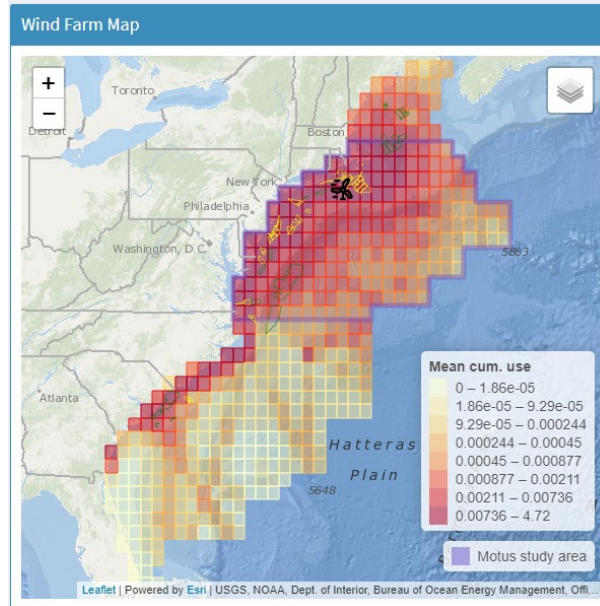 Wind Farm Map
+
−
Toronto
Detroit
Boston
New York
Philadelphia
Washington, D.C.
5863
Atlanta
Hatteras
Plain
5648
Mean cum. use
0 – 1.86e-05
1.86e-05 – 9.29e-05
9.29e-05 – 0.000244
0.000244 – 0.00045
0.00045 – 0.000877
0.000877 – 0.00211
0.00211 – 0.00736
0.00736 – 4.72
Motus study area
Leaflet | Powered by Esri | USGS, NOAA, Dept. of Interior, Bureau of Ocean Energy Management, Offi...